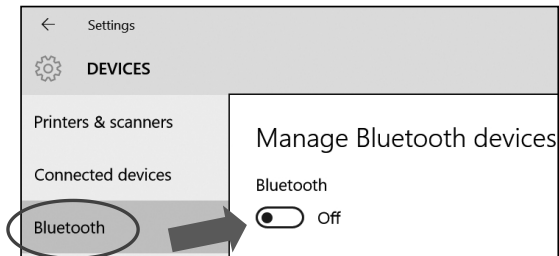 Settings
DEVICES
Printers & scanners
Connected devices
Bluetooth
Manage Bluetooth devices
Bluetooth
Off